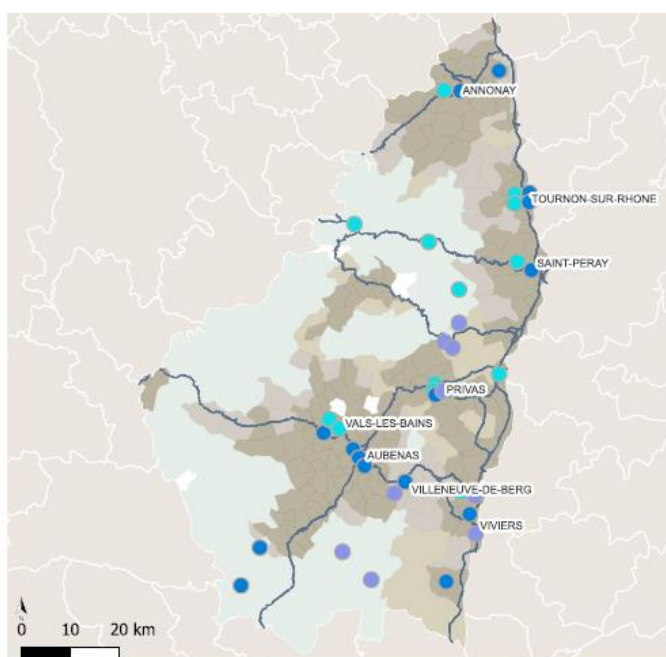 ANNONAY
TOURNON-SUR-RHONE
SAINT-PERAY
PRIVAS
VALS-LES-BAINS
AUBENAS
VILLENEUVE-DE-BERG
VIVIERS
0 10 20 km